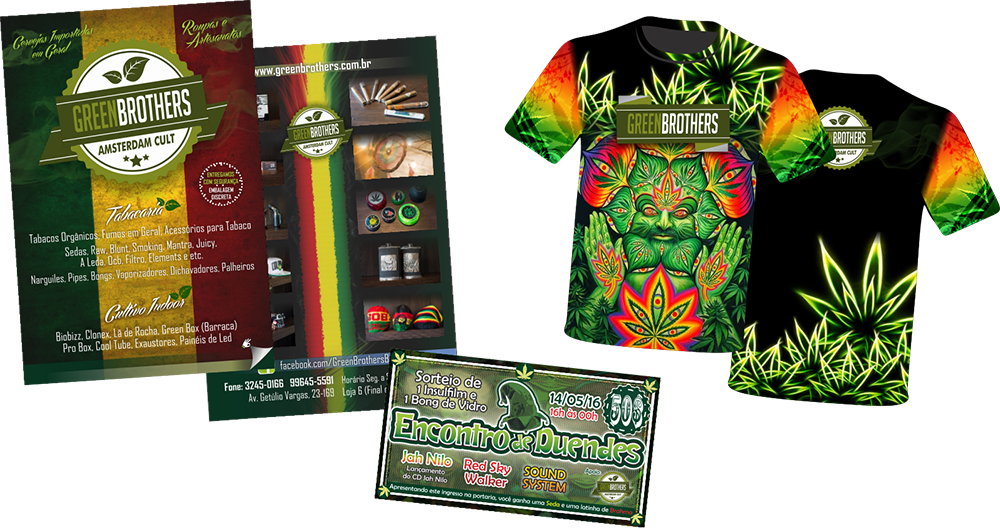 Cervejas Importadas
em Geral
Roupas e
Artesanatos
GREENBROTHERS
AMSTERDAM CULT
ENTREGAMOS
COM SEGURANÇA
EMBALAGEM
DISCRETA
Tabacaria
Tabacos Orgânicos, Fumos em Geral, Acessórios para Tabaco
Sedas, Raw, Blunt, Smoking, Mantra, Juicy,
A Leda, Ocb, Filtro, Elements e etc.
Narguiles, Pipes, Bongs, Vaporizadores, Dichavadores, Palheiros
Cultivo Indoor
Biobizz, Clonex, Lã de Rocha, Green Box (Barraca)
Pro Box, Cool Tube, Exaustores, Painéis de Led
www.greenbrothers.com.br
GREENBROTHERS
AMSTERDAM CULT
facebook.com/GreenBrothersB
Fone: 3245-0166 99645-5591
Horário Seg. a S
Av. Getúlio Vargas, 23-169
Loja 6 (Final
GREENBROTHERS
BROTHERS
AMSTERDAM CULT
Sorteio de
1 Insulfilm e
1 Bong de Vidro
14/05/16
16h às 00h
50$
Encontro de Duendes
Jah Nilo
Lançamento
do CD Jah Nilo
Red Sky
Walker
SOUND
SYSTEM
Apoio
GREENBROTHERS
Apresentando este ingresso na portaria, você ganha uma Seda e uma latinha de Brahma